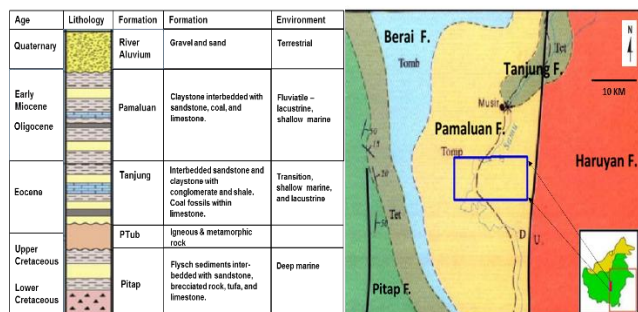 Age Lithology Formation Formation Environment
Quaternary
River
Aluvium
Gravel and sand
Terrestrial
Early
Miocene
Oligocene
Pamaluan
Claystone interbedded with
sandstone, coal, and
limestone.
Fluviatile –
lacustrine,
shallow marine
Eocene
Tanjung
Interbedded sandstone and
claystone with
conglomerate and shale.
Coal fossils within
limestone.
Transition,
shallow marine,
and lacustrine
PTub
Igneous & metamorphic
rock
Upper
Cretaceous
Lower
Cretaceous
Pitap
Flysch sediments inter-
bedded with sandstone,
brecciated rock, tufa, and
limestone.
Deep marine
Berai F.
Tomb
Tet
Tanjung F.
N
10 KM
Musir
Pamaluan F.
Tomp
Haruyan F.
Tet
D U
Pitap F.